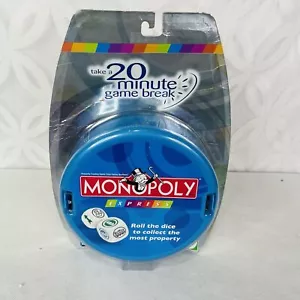 take a
20
minute
game break
MONOPOLY
EXPRESS
Roll the dice
to collect the
most property